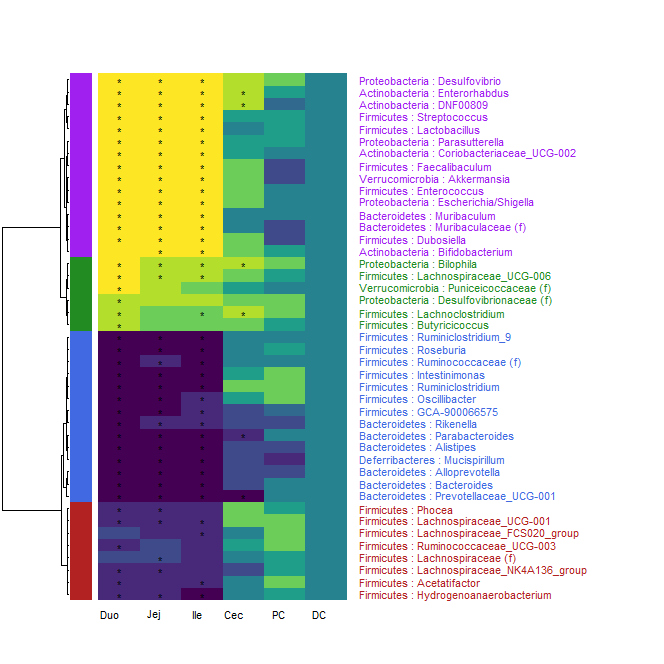 Proteobacteria : Desulfovibrio
Actinobacteria : Enterorhabdus
Actinobacteria : DNF00809
Firmicutes : Streptococcus
Firmicutes : Lactobacillus
Proteobacteria : Parasutterella
Actinobacteria : Coriobacteriaceae_UCG-002
Firmicutes : Faecalibaculum
Verrucomicrobia : Akkermansia
Firmicutes : Enterococcus
Proteobacteria : Escherichia/Shigella
Bacteroidetes : Muribaculum
Bacteroidetes : Muribaculaceae (f)
Firmicutes : Dubosiella
Actinobacteria : Bifidobacterium
Proteobacteria : Bilophila
Firmicutes : Lachnospiraceae_UCG-006
Verrucomicrobia : Puniceicoccaceae (f)
Proteobacteria : Desulfovibrionaceae (f)
Firmicutes : Lachnoclostridium
Firmicutes : Butyricicoccus
Firmicutes : Ruminiclostridium_9
Firmicutes : Roseburia
Firmicutes : Ruminococcaceae (f)
Firmicutes : Intestinimonas
Firmicutes : Ruminiclostridium
Firmicutes : Oscillibacter
Firmicutes : GCA-900066575
Bacteroidetes : Rikenella
Bacteroidetes : Parabacteroides
Bacteroidetes : Alistipes
Deferribacteres : Mucispirillum
Bacteroidetes : Alloprevotella
Bacteroidetes : Bacteroides
Bacteroidetes : Prevotellaceae_UCG-001
Firmicutes : Phocea
Firmicutes : Lachnospiraceae_UCG-001
Firmicutes : Lachnospiraceae_FCS020_group
Firmicutes : Ruminococcaceae_UCG-003
Firmicutes : Lachnospiraceae (f)
Firmicutes : Lachnospiraceae_NK4A136_group
Firmicutes : Acetatifactor
Firmicutes : Hydrogenoanaerobacterium
Duo Jej Ile Cec PC DC